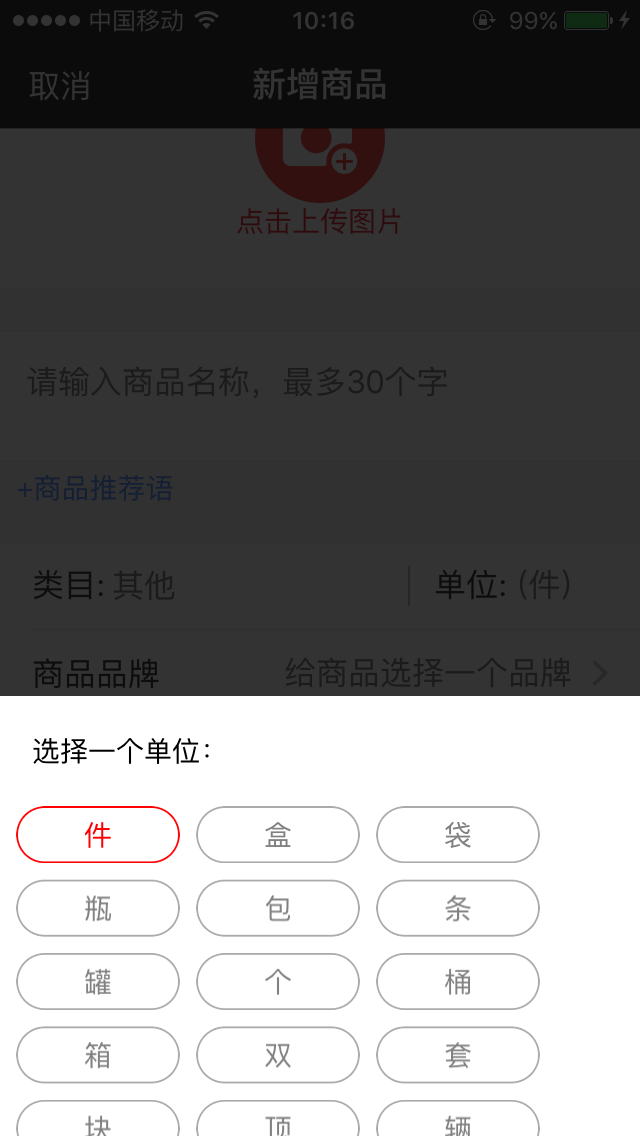 中国移动 10:16 99%
取消 新增商品
点击上传图片
请输入商品名称，最多30个字
+商品推荐语
类目: 其他 单位: (件)
商品品牌 给商品选择一个品牌
选择一个单位:
件 盒 袋
瓶 包 条
罐 个 桶
箱 双 套
块 顶 辆